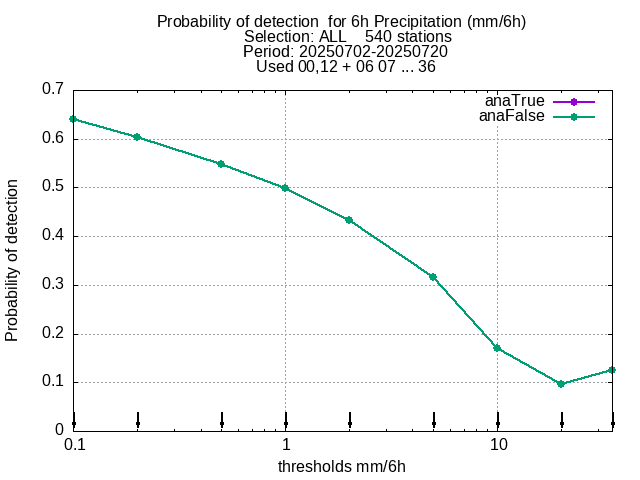 Probability of detection  for 6h Precipitation (mm/6h)
Selection: ALL    540 stations
Period: 20250702-20250720
Used 00,12 + 06 07 ... 36
anaTrue
anaFalse
0.7
0.6
0.5
0.4
0.3
0.2
0.1
0
Probability of detection
0.1 1 10
thresholds mm/6h